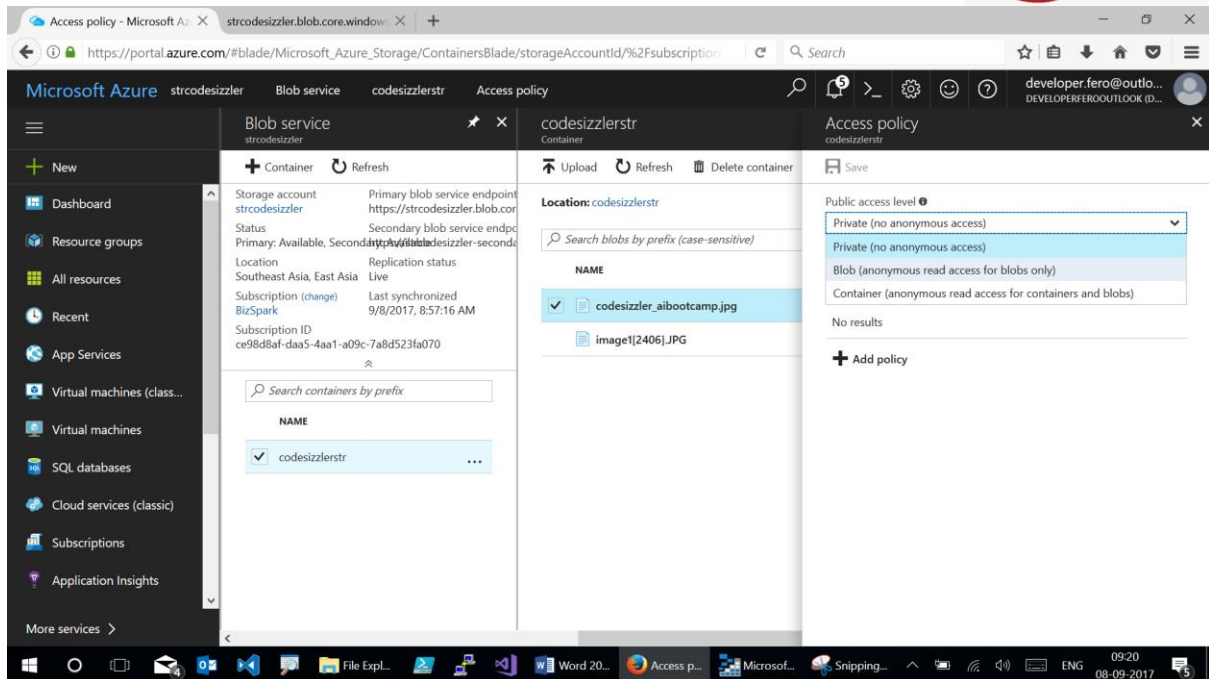 Access policy - Microsoft Az
strcodesizzler.blob.core.window
https://portal.azure.com/#blade/Microsoft_Azure_Storage/ContainersBlade/storageAccountId/%2Fsubscription
Search
Microsoft Azure strcodesizzler Blob service codesizzlerstr Access policy
5
developer.fero@outlo...
DEVELOPERFEROOUTLOOK (D...
New
Dashboard
Resource groups
All resources
Recent
App Services
Virtual machines (class...
Virtual machines
SQL databases
Cloud services (classic)
Subscriptions
Application Insights
More services >
Blob service
strcodesizzler
Container Refresh
Storage account
strcodesizzler
Status
Primary: Available, Second
Location
Southeast Asia, East Asia
Subscription (change)
BizSpark
Subscription ID
ce98d8af-daa5-4aa1-a09c-7a8d523fa070
Primary blob service endpoint
https://strcodesizzler.blob.cor
Secondary blob service endpo
desizzler-seconda
Replication status
Live
Last synchronized
9/8/2017, 8:57:16 AM
Search containers by prefix
NAME
codesizzlerstr ...
codesizzlerstr
Container
Upload Refresh Delete container
Location: codesizzlerstr
Search blobs by prefix (case-sensitive)
NAME
codesizzler_aibootcamp.jpg
image1[2406].JPG
Access policy
codesizzlerstr
Save
Public access level
Private (no anonymous access)
Private (no anonymous access)
Blob (anonymous read access for blobs only)
Container (anonymous read access for containers and blobs)
No results
Add policy
4
File Expl...
Word 20...
Access p...
Microsof...
Snipping...
ENG
09:20
08-09-2017
5